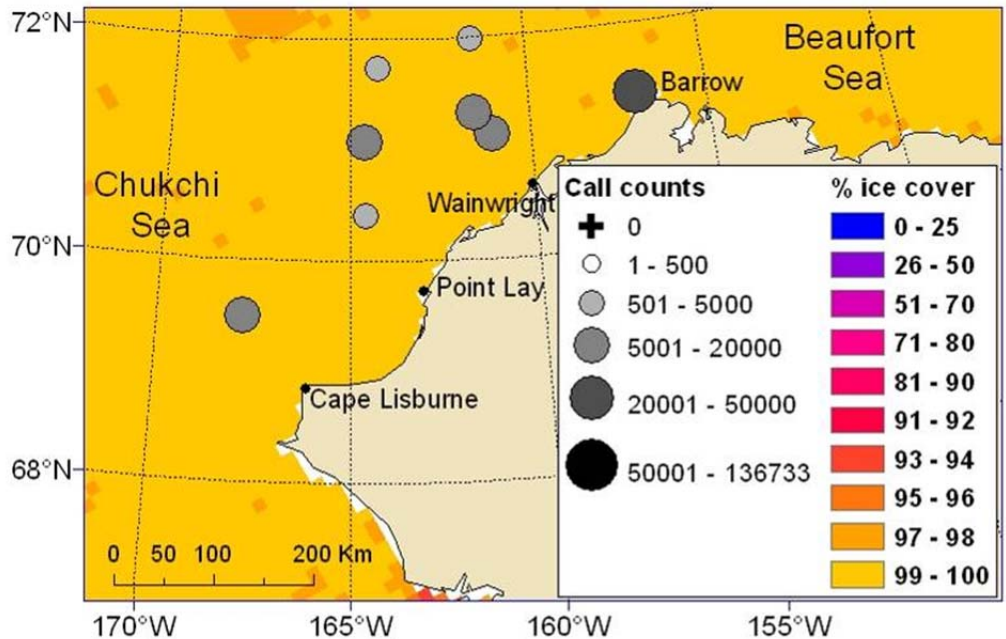 72°N
70°N
68°N
Beaufort
Sea
Barrow
Chukchi
Sea
Wainwright
Point Lay
Cape Lisburne
0 50 100 200 Km
170°W 165°W 160°W 155°W
Call counts
0
1 - 500
501 - 5000
5001 - 20000
20001 - 50000
50001 - 136733
% ice cover
0 - 25
26 - 50
51 - 70
71 - 80
81 - 90
91 - 92
93 - 94
95 - 96
97 - 98
99 - 100